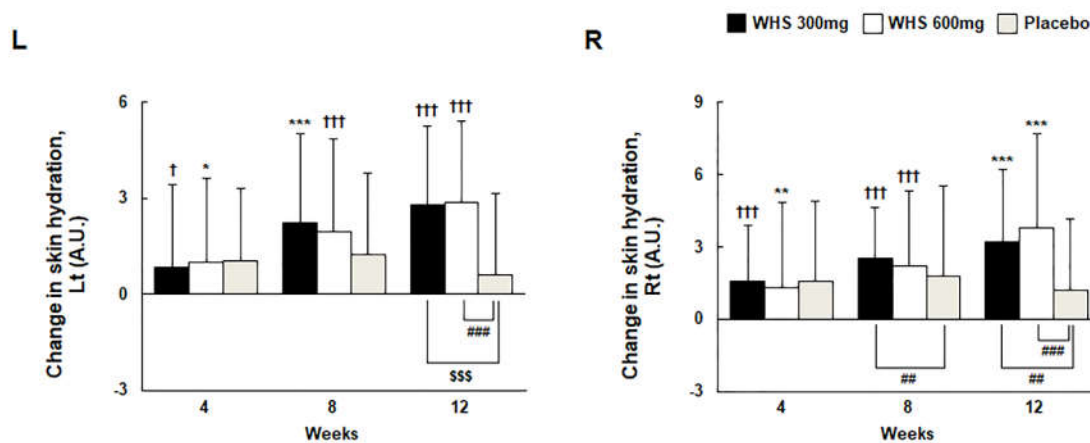 WHS 300mg WHS 600mg Placebo
L
R
Change in skin hydration,
Lt (A.U.)
6
3
0
-3
†
*
***
†††
†††
†††
###
$$$
4 8 12
Weeks
Change in skin hydration,
Rt (A.U.)
9
6
3
0
-3
†††
**
†††
†††
***
***
##
###
##
4 8 12
Weeks